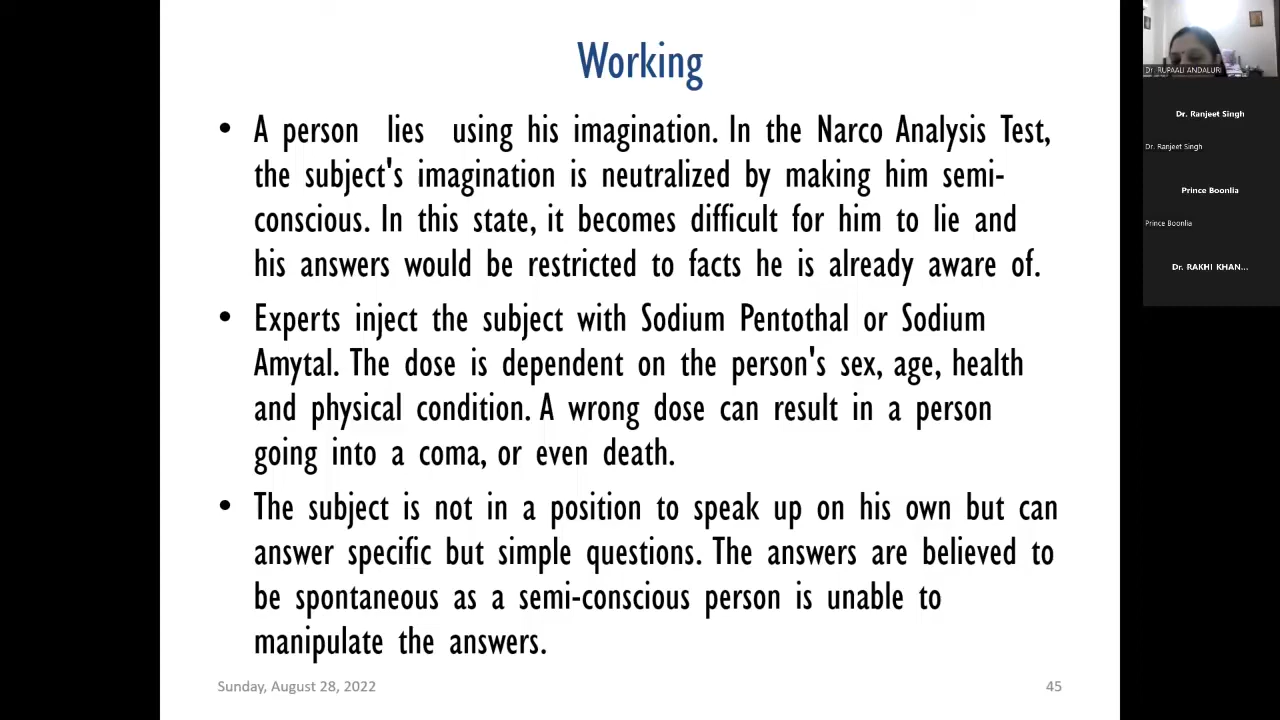 Working
• A person lies using his imagination. In the Narco Analysis Test,
the subject's imagination is neutralized by making him semi-
conscious. In this state, it becomes difficult for him to lie and
his answers would be restricted to facts he is already aware of.
• Experts inject the subject with Sodium Pentothal or Sodium
Amytal. The dose is dependent on the person's sex, age, health
and physical condition. A wrong dose can result in a person
going into a coma, or even death.
• The subject is not in a position to speak up on his own but can
answer specific but simple questions. The answers are believed to
be spontaneous as a semi-conscious person is unable to
manipulate the answers.
Sunday, August 28, 2022
45
Dr. RUPAALI ANDALURI
Dr. Ranjeet Singh
Dr. Ranjeet Singh
Prince Boonlia
Prince Boonlia
Dr. RAKHI KHAN...